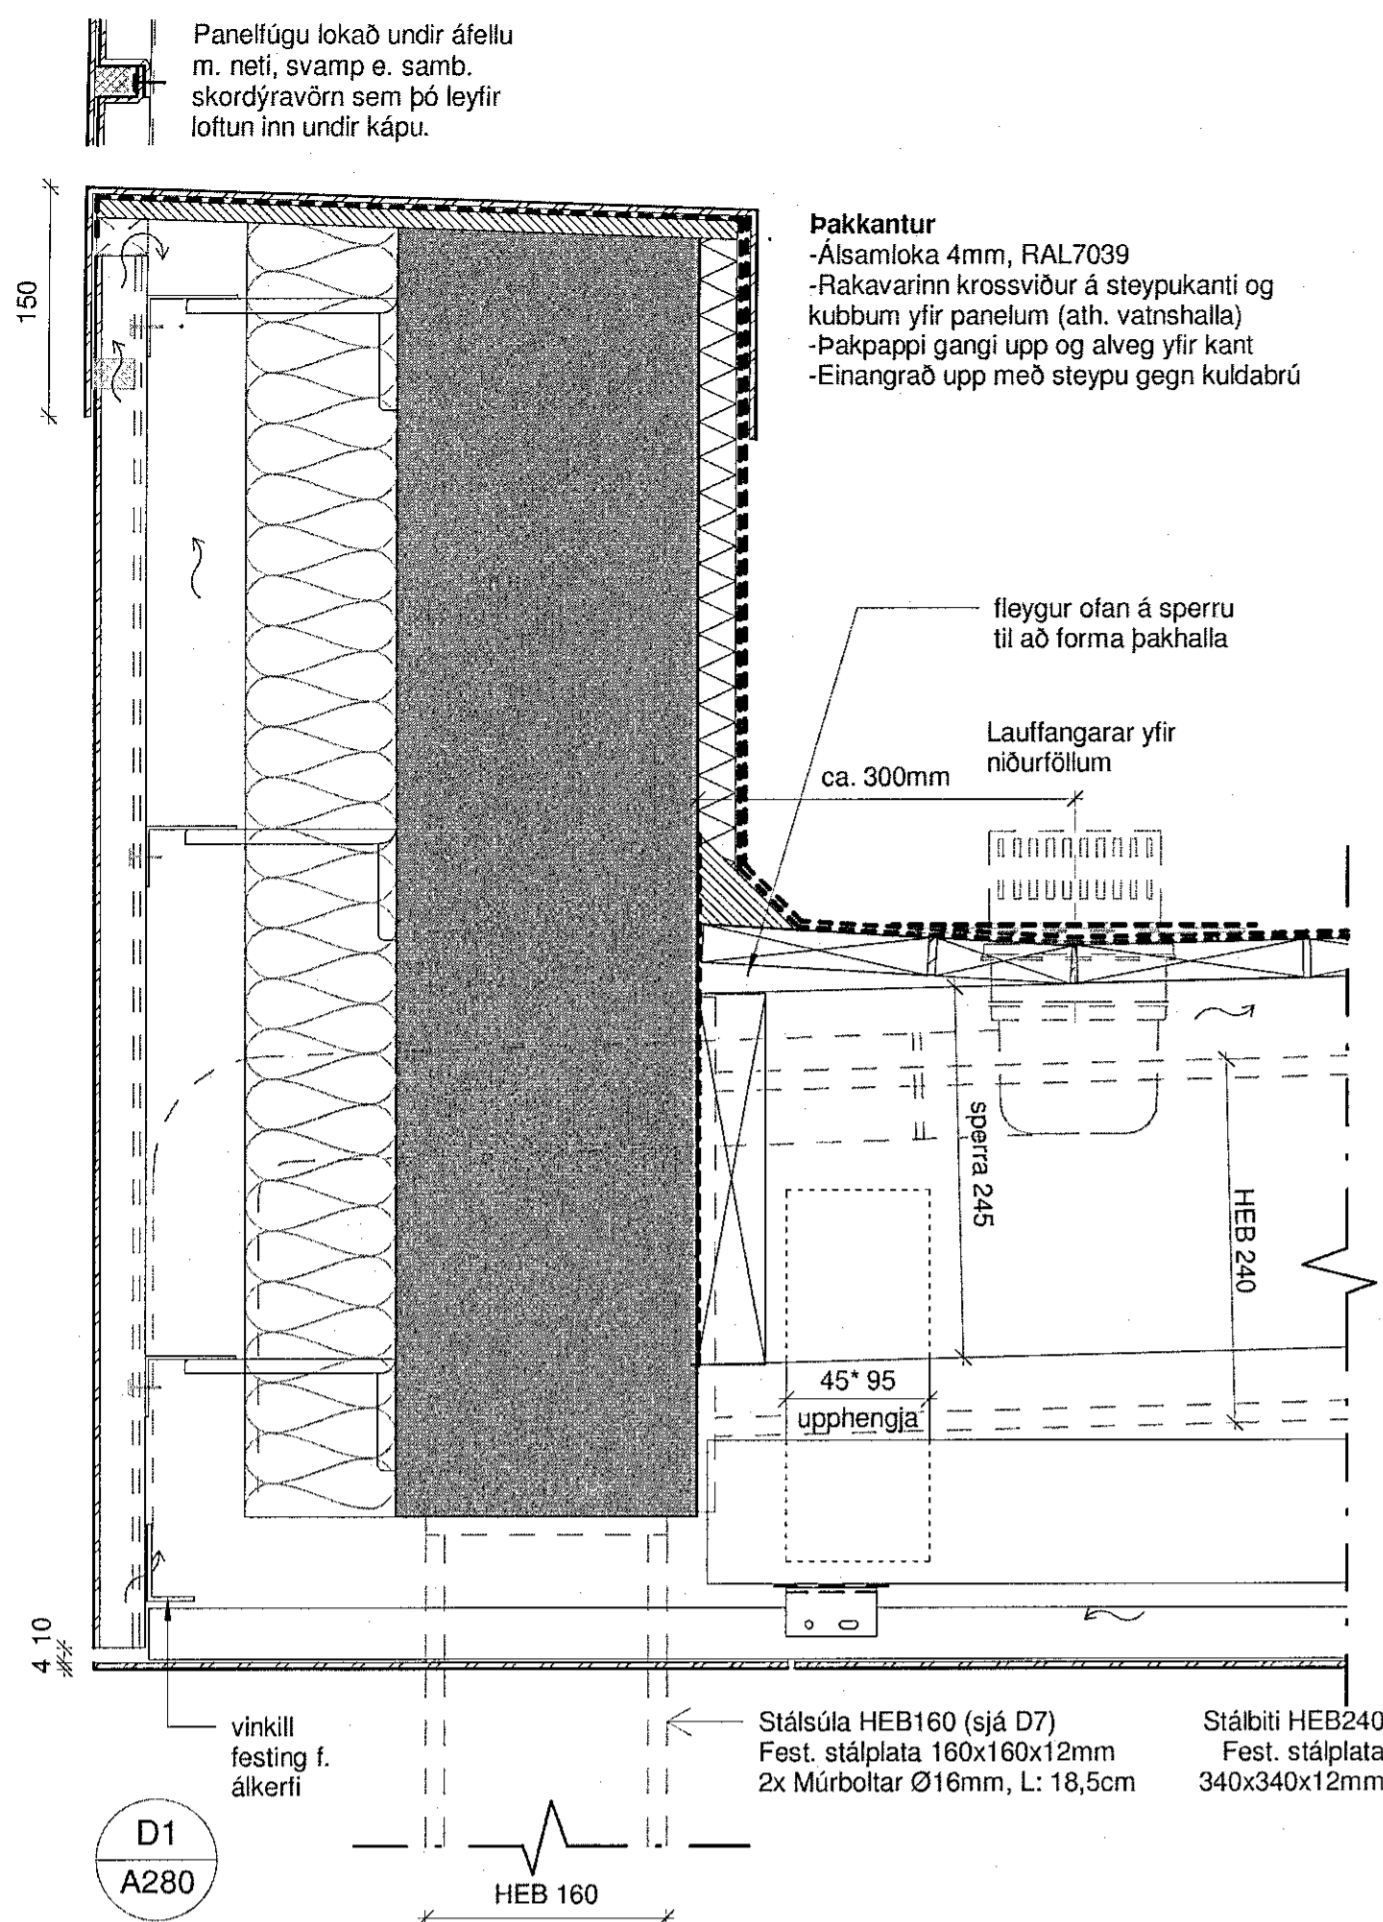 Panelfúgu lokað undir áfellu
m. neti, svamp e. samb.
skordýravörn sem þó leyfir
loftun inn undir kápu.
150
Þakkantur
-Álsamloka 4mm, RAL7039
-Rakavarinn krossviður á steypukanti og
kubbum yfir panelum (ath. vatnshalla)
-Þakpappi gangi upp og alveg yfir kant
-Einangrað upp með steypu gegn kuldabrú
fleygur ofan á sperru
til að forma þakhalla
Lauffangarar yfir
niðurföllum
ca. 300mm
sperra 245
HEB 240
45* 95
upphengja
4 10
vinkill
festing f.
álkerfi
Stálsúla HEB160 (sjá D7)
Fest. stálplata 160x160x12mm
2x Múrboltar Ø16mm, L: 18,5cm
Stálbiti HEB240
Fest. stálplata
340x340x12mm
D1
A280
HEB 160